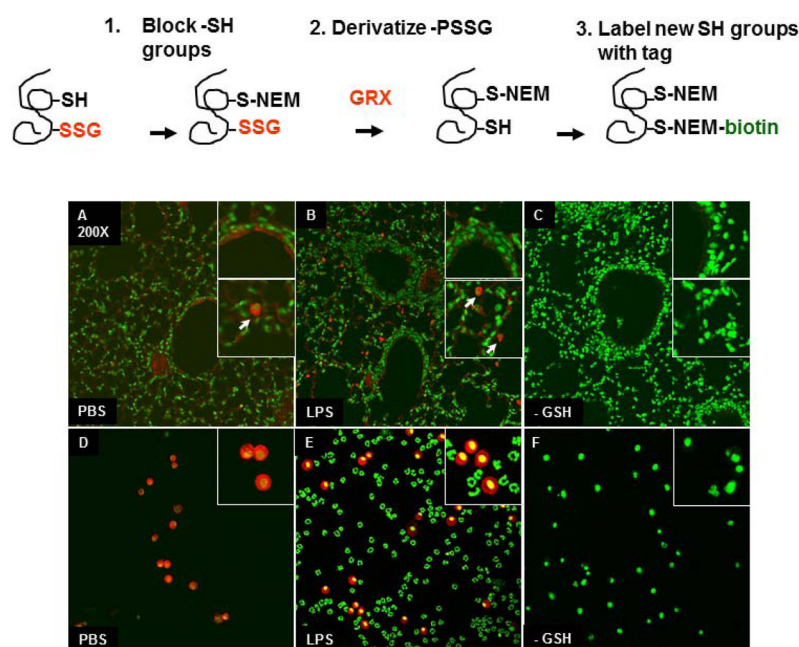 1. Block -SH groups
2. Derivatize -PSSG
3. Label new SH groups with tag
SH
SSG
S-NEM
SSG
GRX
S-NEM
SH
S-NEM
S-NEM-biotin
A
200X
PBS
B
LPS
C
- GSH
D
PBS
E
LPS
F
- GSH